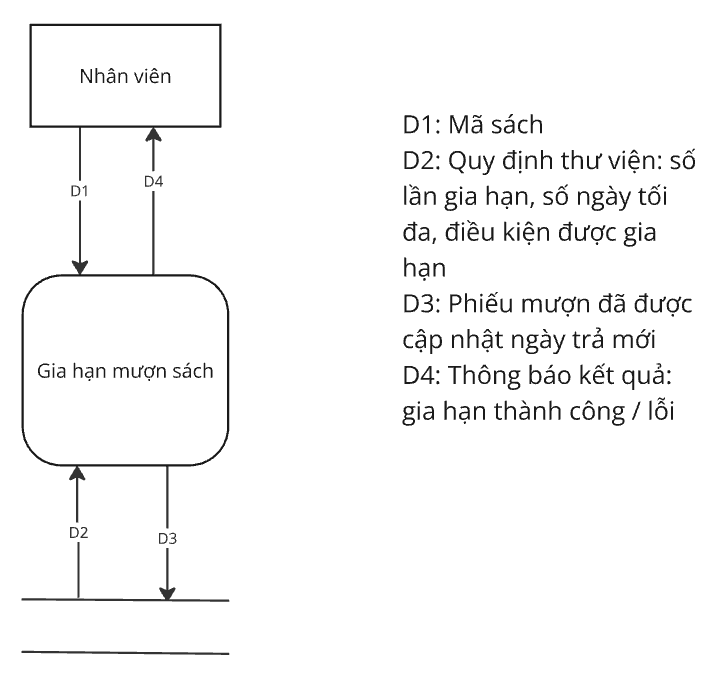 Nhân viên
D1
D4
Gia hạn mượn sách
D2
D3
D1: Mã sách
D2: Quy định thư viện: số
lần gia hạn, số ngày tối
đa, điều kiện được gia
hạn
D3: Phiếu mượn đã được
cập nhật ngày trả mới
D4: Thông báo kết quả:
gia hạn thành công / lỗi